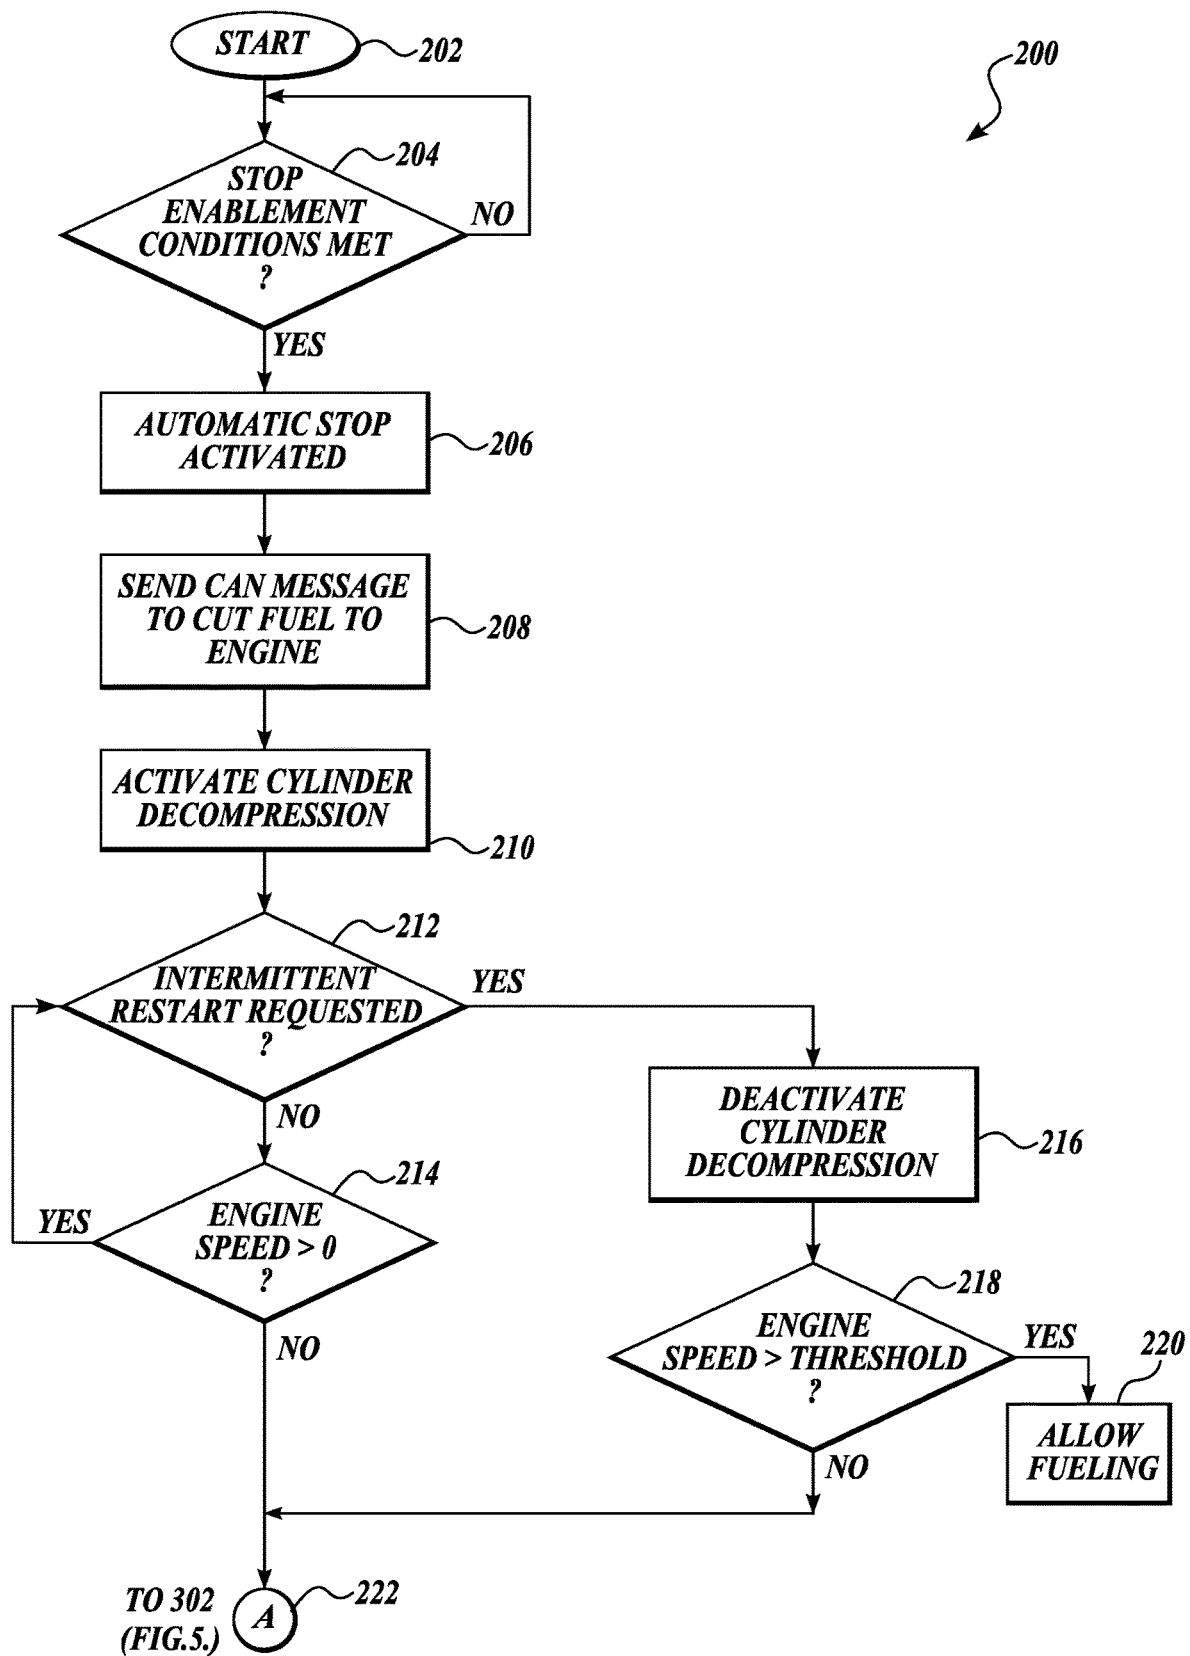 START
202
200
204
STOP
ENABLEMENT
CONDITIONS MET
?
NO
YES
AUTOMATIC STOP
ACTIVATED
206
SEND CAN MESSAGE
TO CUT FUEL TO
ENGINE
208
ACTIVATE CYLINDER
DECOMPRESSION
210
212
INTERMITTENT
RESTART REQUESTED
?
YES
NO
DEACTIVATE
CYLINDER
DECOMPRESSION
216
214
ENGINE
SPEED > 0
?
YES
NO
218
ENGINE
SPEED > THRESHOLD
?
YES
NO
220
ALLOW
FUELING
TO 302
(FIG.5.)
A
222